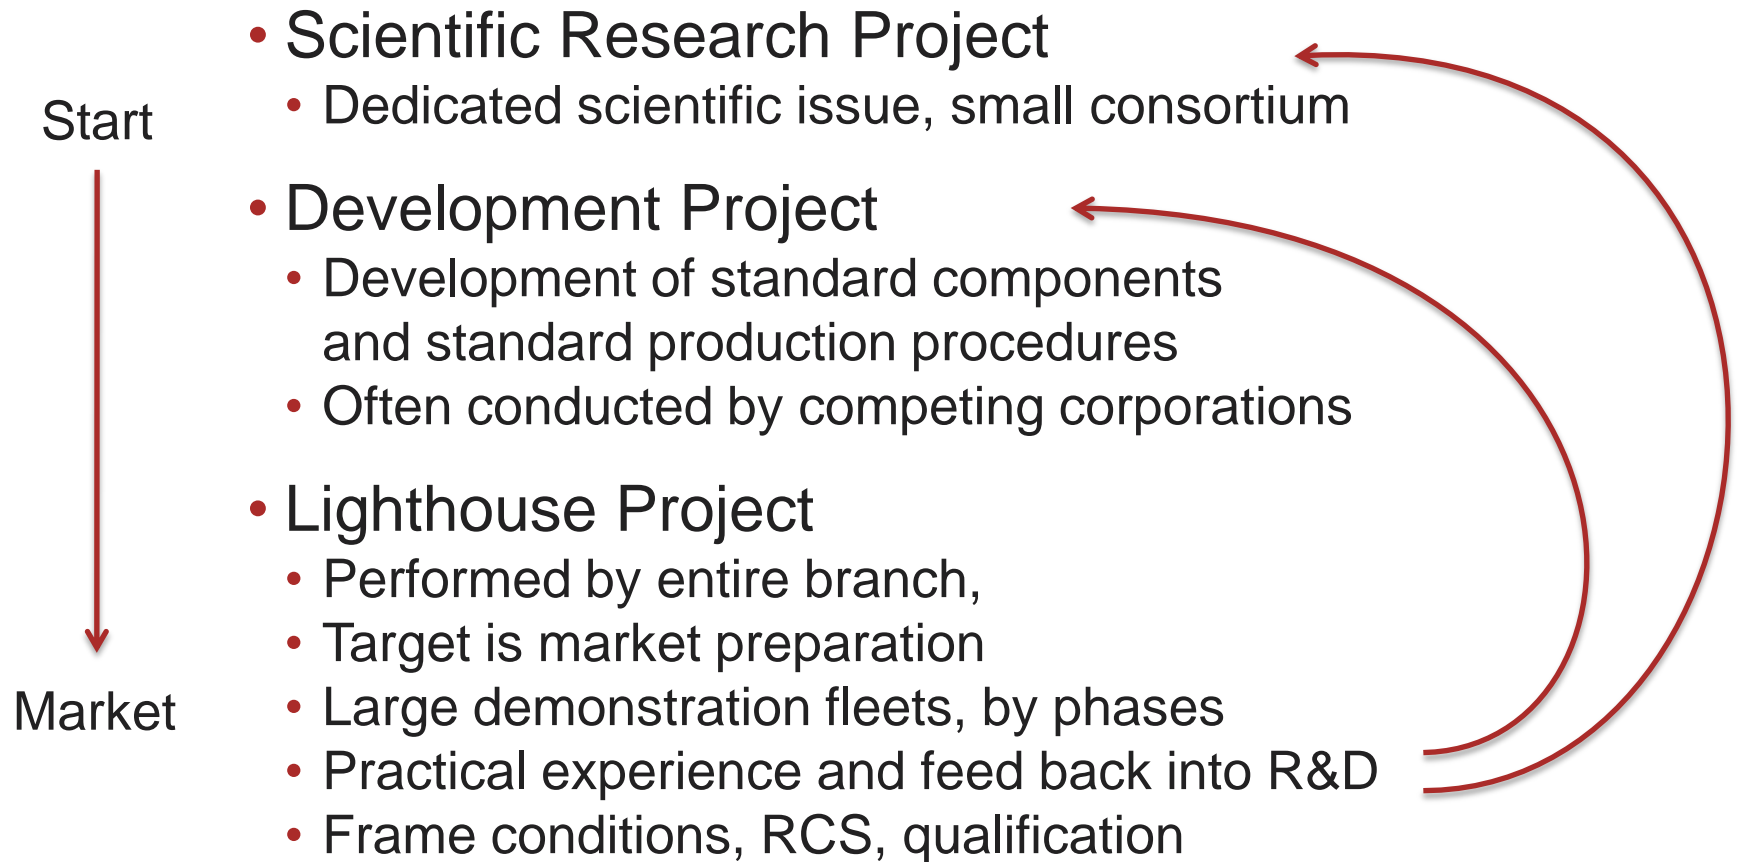 • Scientific Research Project
• Dedicated scientific issue, small consortium
Start
• Development Project
• Development of standard components
and standard production procedures
• Often conducted by competing corporations
• Lighthouse Project
• Performed by entire branch,
• Target is market preparation
Market
• Large demonstration fleets, by phases
• Practical experience and feed back into R&D
• Frame conditions, RCS, qualification